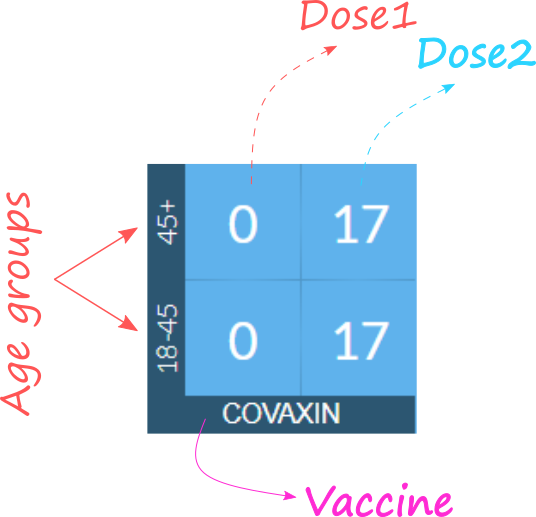 Dose1
Dose2
Age groups
45+
0 17
18-45
0 17
COVAXIN
Vaccine